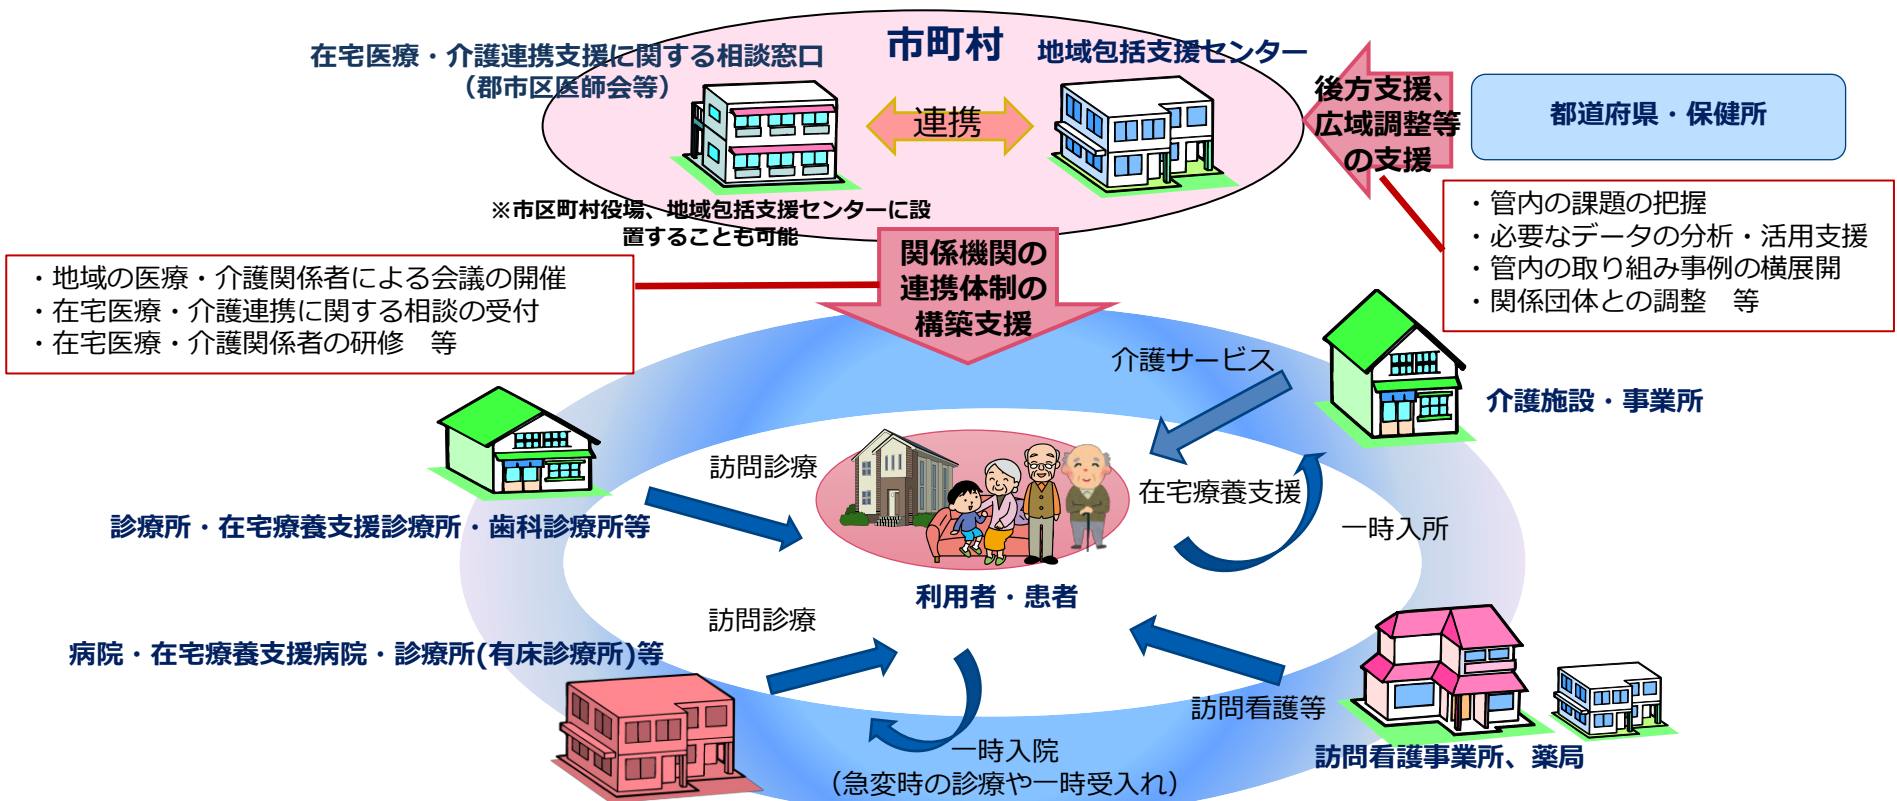 市町村
在宅医療・介護連携支援に関する相談窓口
（郡市区医師会等）
地域包括支援センター
連携
※市区町村役場、地域包括支援センターに設
置することも可能
後方支援、
広域調整等
の支援
都道府県・保健所
・管内の課題の把握
・必要なデータの分析・活用支援
・管内の取り組み事例の横展開
・関係団体との調整　等
関係機関の
連携体制の
構築支援
・地域の医療・介護関係者による会議の開催
・在宅医療・介護連携に関する相談の受付
・在宅医療・介護関係者の研修　等
介護サービス
介護施設・事業所
訪問診療
在宅療養支援
一時入所
診療所・在宅療養支援診療所・歯科診療所等
利用者・患者
訪問診療
病院・在宅療養支援病院・診療所(有床診療所)等
訪問看護等
訪問看護事業所、薬局
一時入院
（急変時の診療や一時受入れ）